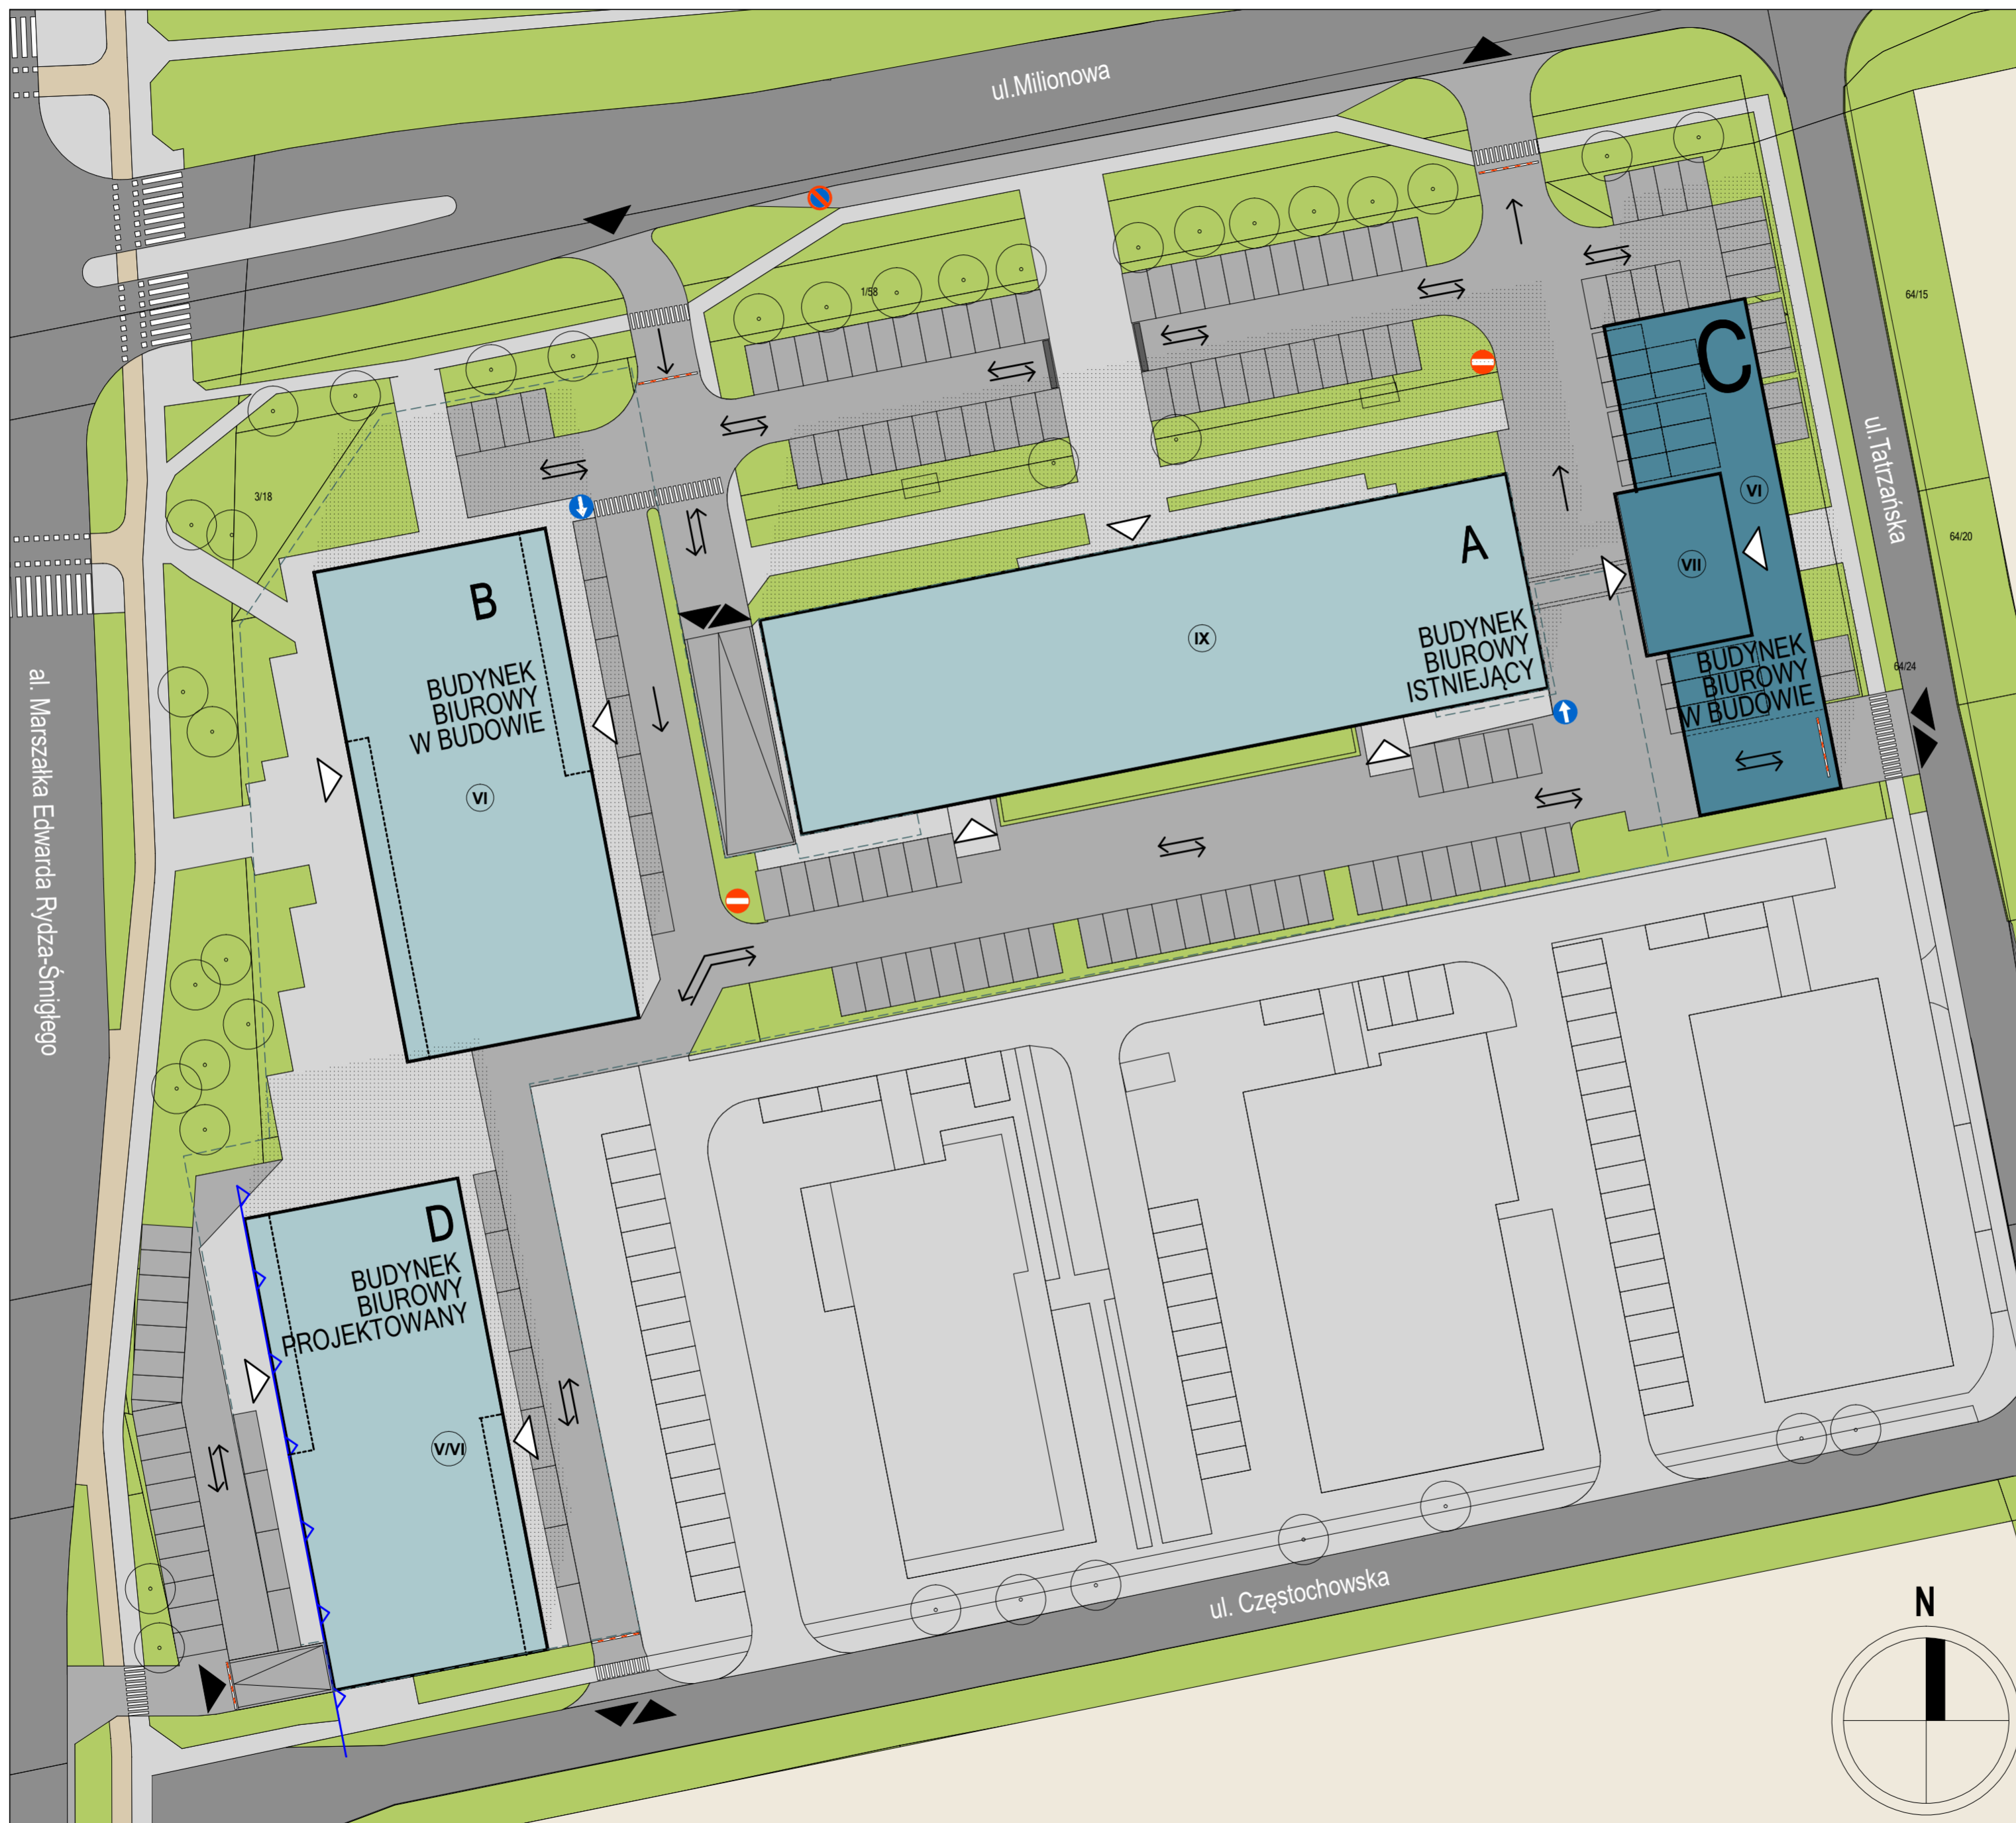 ul.Milionowa
1/58
64/15
C
ul.Tatrzańska
3/18
VI
64/20
A
VII
B
BUDYNEK
BIUROWY
W BUDOWIE
IX
BUDYNEK
BIUROWY
ISTNIEJĄCY
BUDYNEK
BIUROWY
W BUDOWIE
64/24
al. Marszałka Edwarda Rydza-Śmigłego
VI
D
BUDYNEK
BIUROWY
PROJEKTOWANY
V/VI
ul. Częstochowska
N